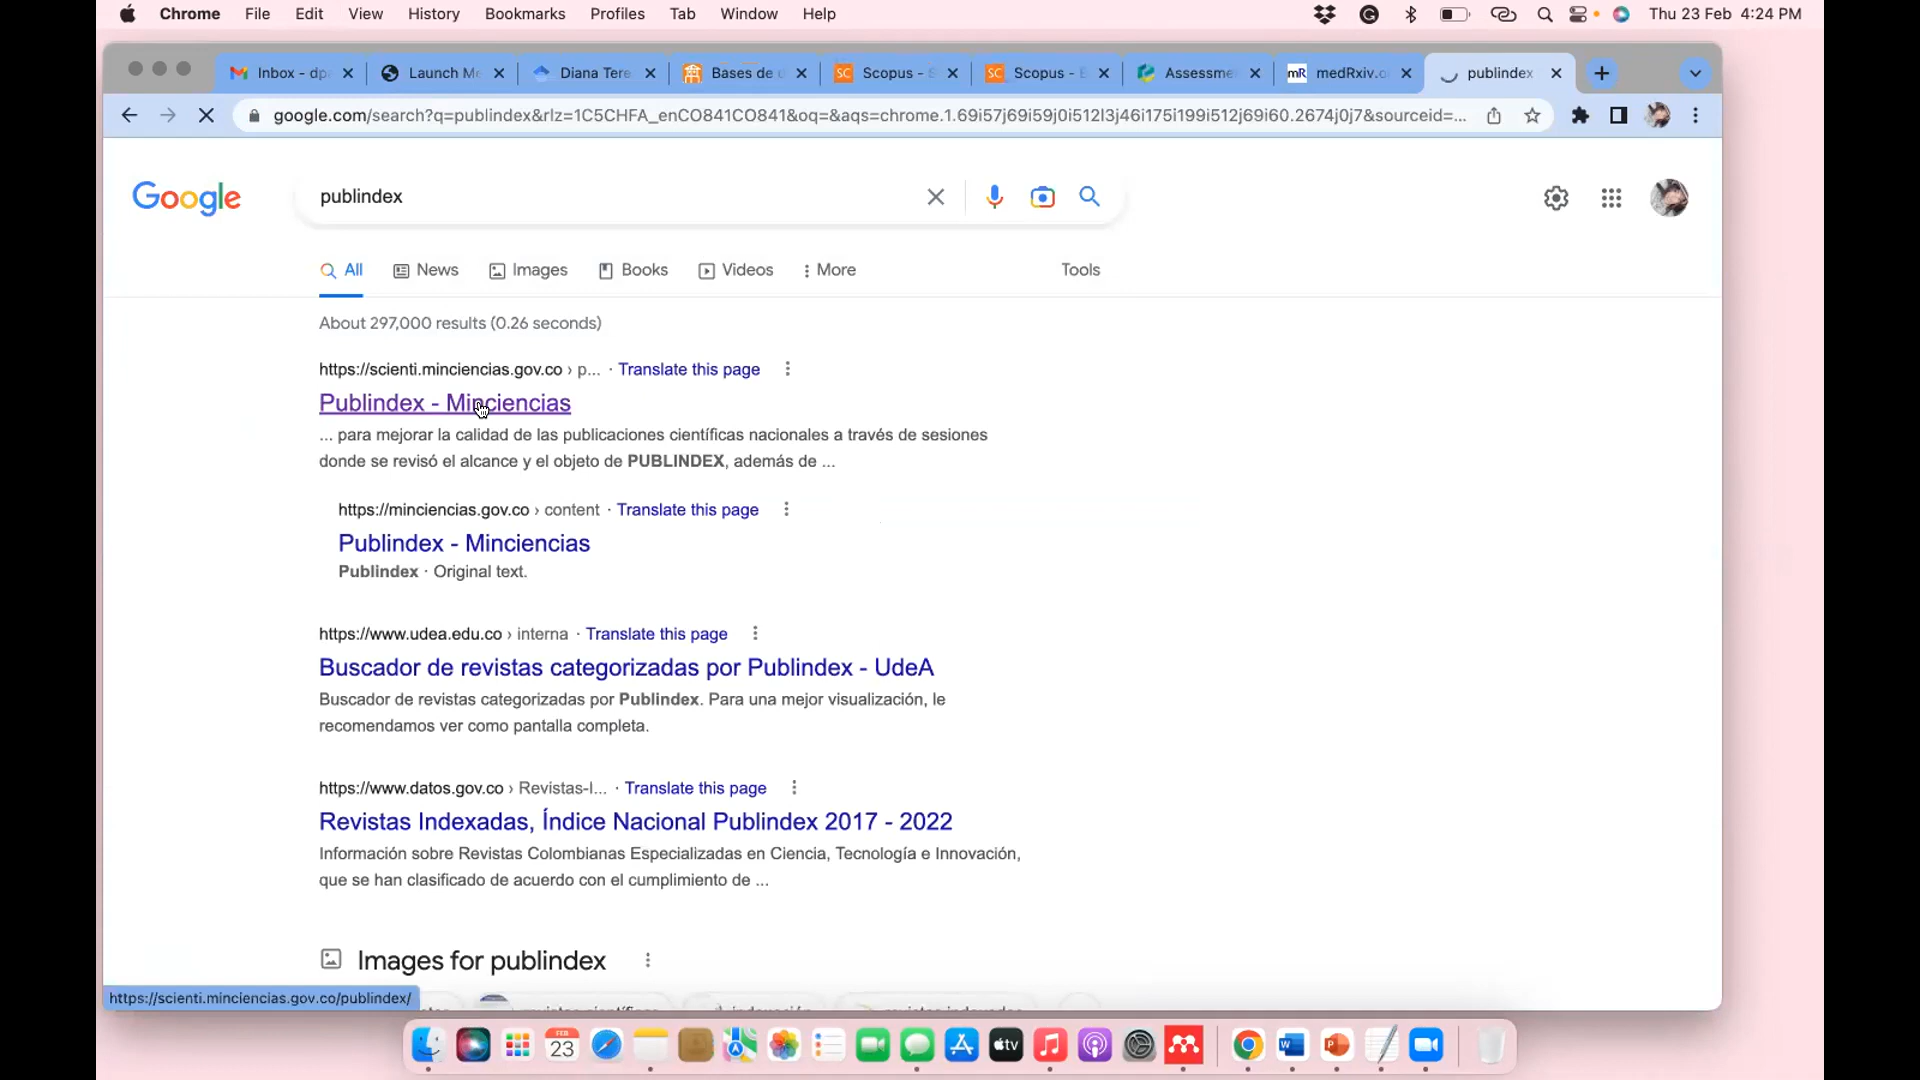 Chrome File Edit View History Bookmarks Profiles Tab Window Help Thu 23 Feb 4:24 PM
Inbox - dp Launch Me Diana Tere Bases de SC Scopus - SC Scopus - Assessme mR medRxiv.o publindex
google.com/search?q=publindex&rlz=1C5CHFA_enCO841CO841&oq=&aqs=chrome.1.69i57j69i59j0i512l3j46i175i199i512j69i60.2674j0j7&sourceid=...
Google publindex
All News Images Books Videos More Tools
About 297,000 results (0.26 seconds)
https://scienti.minciencias.gov.co › p... · Translate this page
Publindex - Minciencias
... para mejorar la calidad de las publicaciones científicas nacionales a través de sesiones
donde se revisó el alcance y el objeto de PUBLINDEX, además de ...
https://minciencias.gov.co › content · Translate this page
Publindex - Minciencias
Publindex · Original text.
https://www.udea.edu.co › interna · Translate this page
Buscador de revistas categorizadas por Publindex - UdeA
Buscador de revistas categorizadas por Publindex. Para una mejor visualización, le
recomendamos ver como pantalla completa.
https://www.datos.gov.co › Revistas-I... · Translate this page
Revistas Indexadas, Índice Nacional Publindex 2017 - 2022
Información sobre Revistas Colombianas Especializadas en Ciencia, Tecnología e Innovación,
que se han clasificado de acuerdo con el cumplimiento de ...
Images for publindex
https://scienti.minciencias.gov.co/publindex/
FEB
23
tv
W
P